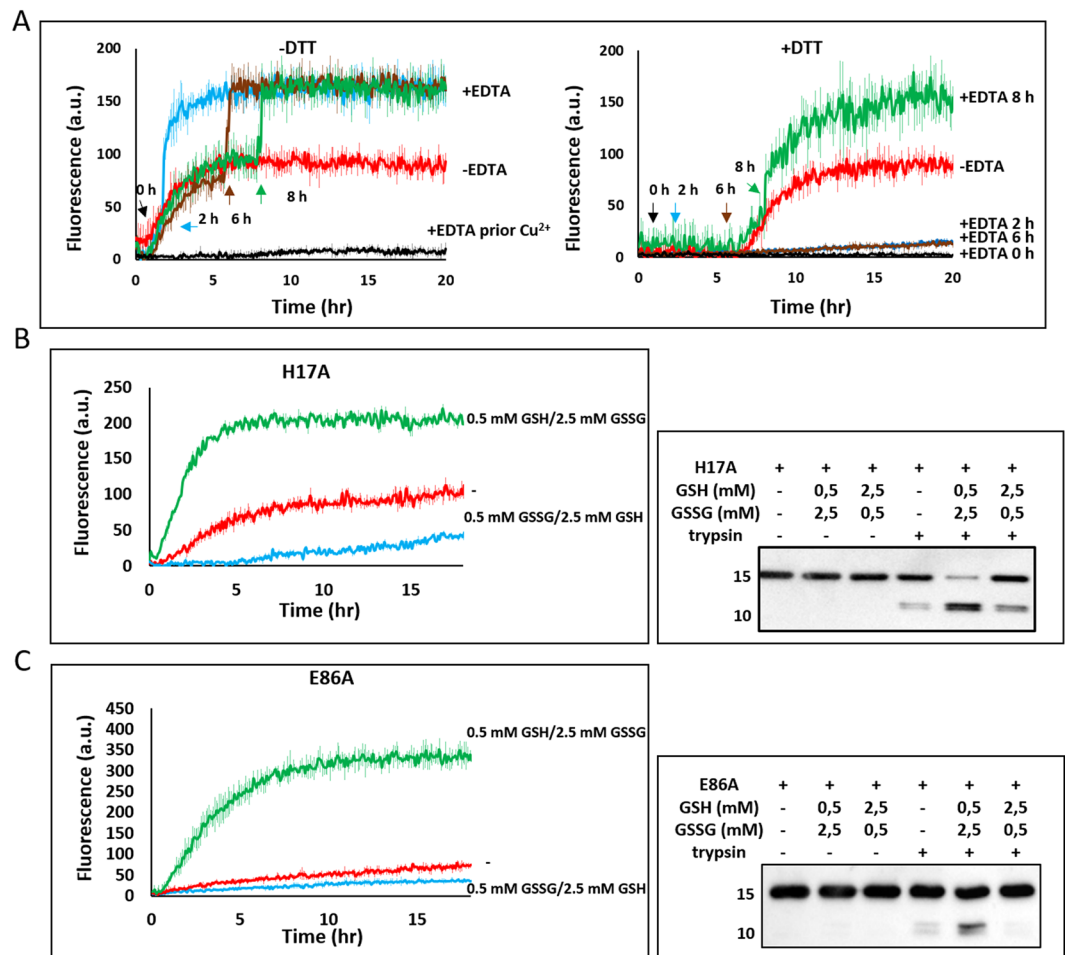 A
-DTT
+DTT
Fluorescence (a.u.)
200
150
100
50
0
0 h
2 h
6 h
8 h
+EDTA
-EDTA
+EDTA prior Cu²⁺
0 5 10 15 20
Time (hr)
Fluorescence (a.u.)
200
150
100
50
0
0 h
2 h
6 h
8 h
+EDTA 8 h
-EDTA
+EDTA 2 h
+EDTA 6 h
+EDTA 0 h
0 5 10 15 20
Time (hr)
B
H17A
Fluorescence (a.u.)
250
200
150
100
50
0
0.5 mM GSH/2.5 mM GSSG
-
0.5 mM GSSG/2.5 mM GSH
0 5 10 15
Time (hr)
H17A + + + + + +
GSH (mM) - 0,5 2,5 - 0,5 2,5
GSSG (mM) - 2,5 0,5 - 2,5 0,5
trypsin - - - + + +
15
10
C
E86A
Fluorescence (a.u.)
450
400
350
300
250
200
150
100
50
0
0.5 mM GSH/2.5 mM GSSG
-
0.5 mM GSSG/2.5 mM GSH
0 5 10 15
Time (hr)
E86A + + + + + +
GSH (mM) - 0,5 2,5 - 0,5 2,5
GSSG (mM) - 2,5 0,5 - 2,5 0,5
trypsin - - - + + +
15
10